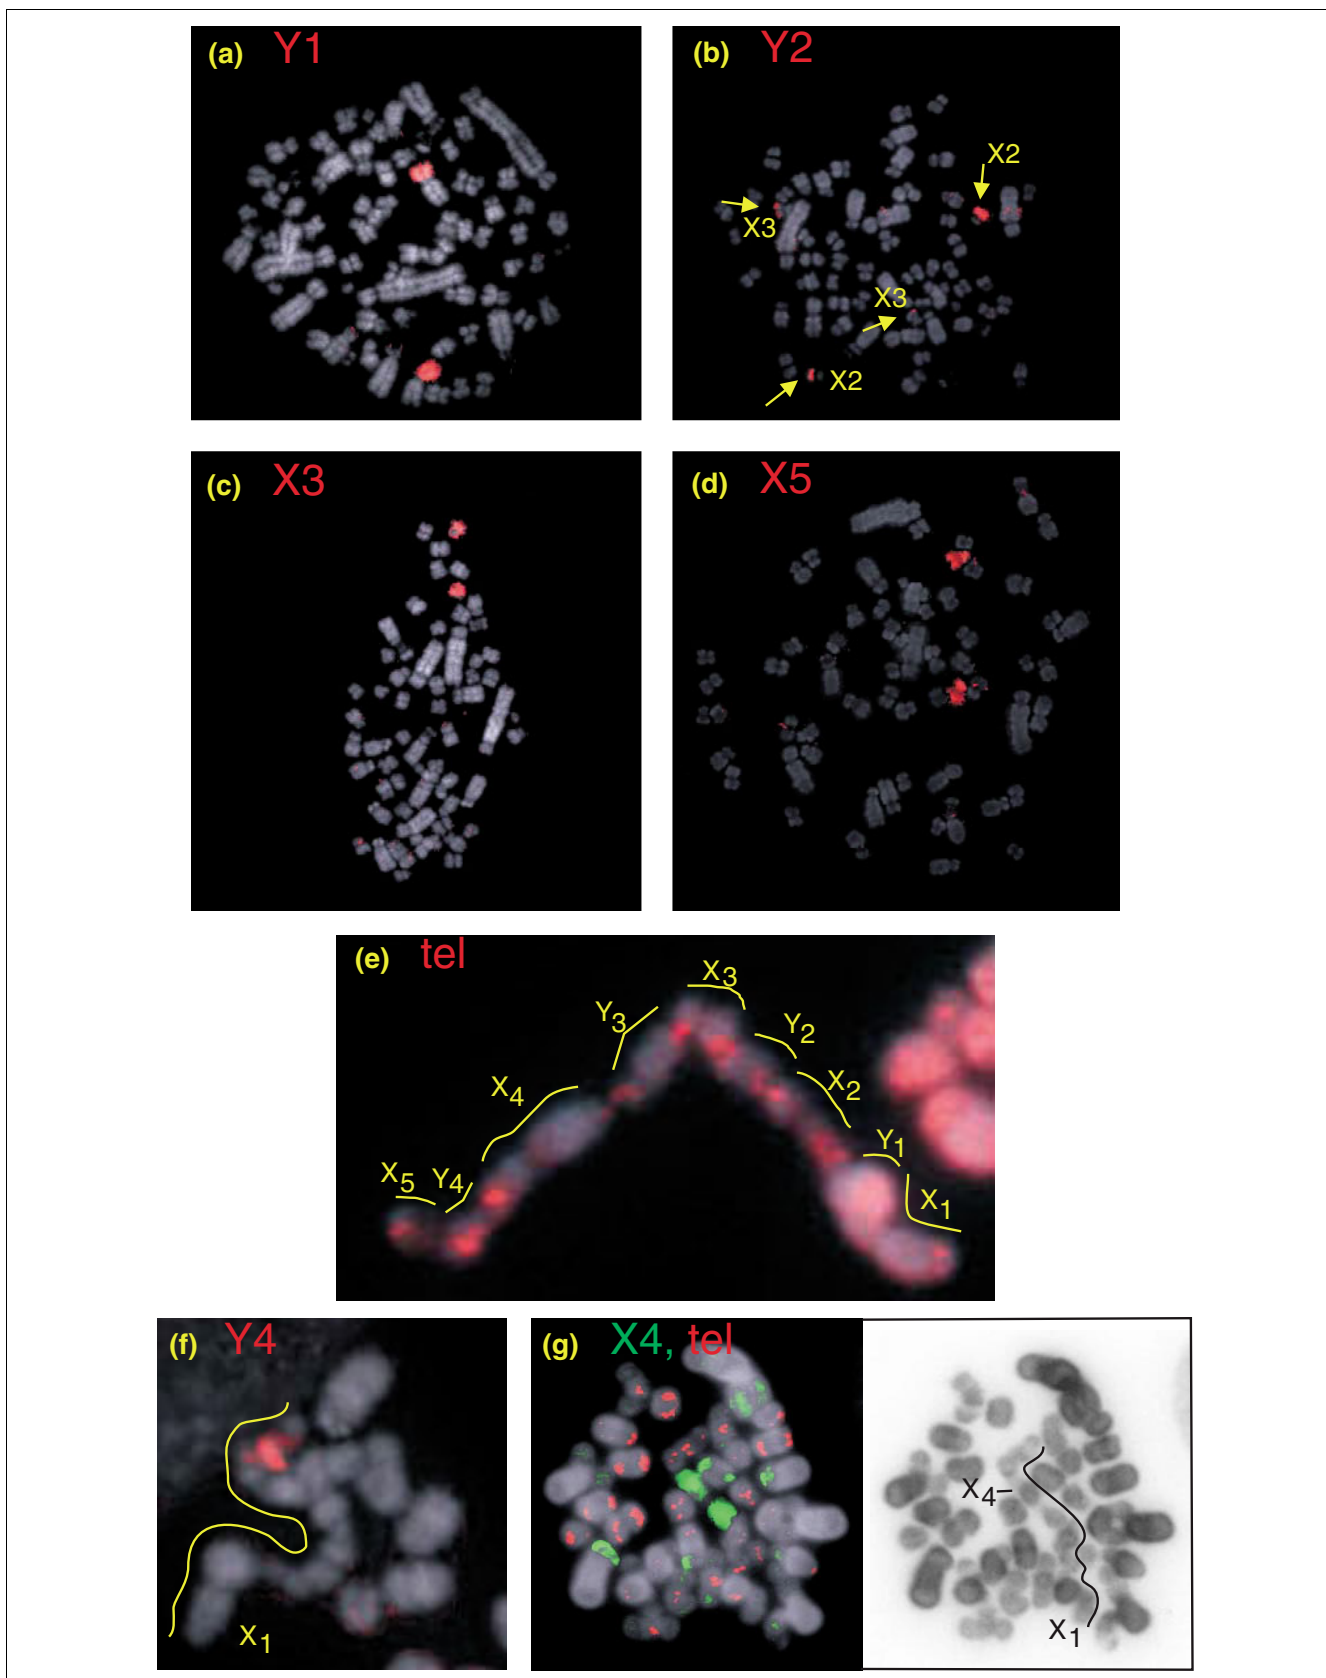 (a) Y1
(b) Y2
X2
X3
X3
X2
(c) X3
(d) X5
(e) tel
X3
Y3
Y2
X4
X2
Y1
X5
Y4
X1
(f) Y4
X1
(g) X4, tel
X4
X1